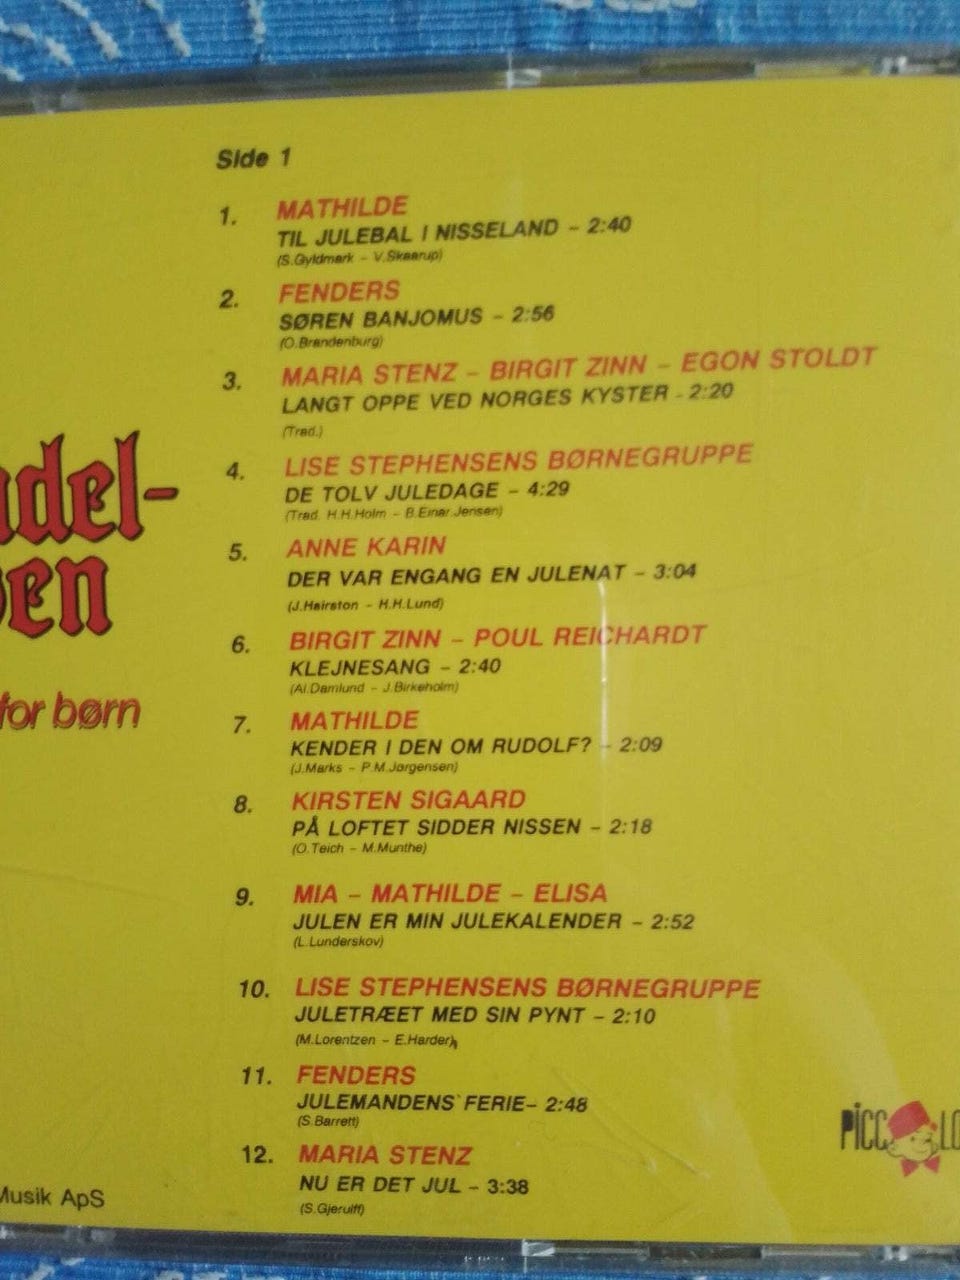 Side 1
1. MATHILDE
TIL JULEBAL I NISSELAND – 2:40
(S.Gyldmark – V.Skaarup)
2. FENDERS
SØREN BANJOMUS – 2:56
(O.Brandenburg)
3. MARIA STENZ – BIRGIT ZINN – EGON STOLDT
LANGT OPPE VED NORGES KYSTER - 2:20
(Trad.)
4. LISE STEPHENSENS BØRNEGRUPPE
DE TOLV JULEDAGE – 4:29
(Trad. H.H.Holm – B.Einar Jensen)
5. ANNE KARIN
DER VAR ENGANG EN JULENAT – 3:04
(J.Hairston – H.H.Lund)
6. BIRGIT ZINN – POUL REICHARDT
KLEJNESANG – 2:40
(Al.Damlund – J.Birkeholm)
7. MATHILDE
KENDER I DEN OM RUDOLF? – 2:09
(J.Marks – P.M.Jørgensen)
8. KIRSTEN SIGAARD
PÅ LOFTET SIDDER NISSEN – 2:18
(O.Teich – M.Munthe)
9. MIA – MATHILDE – ELISA
JULEN ER MIN JULEKALENDER – 2:52
(L.Lunderskov)
10. LISE STEPHENSENS BØRNEGRUPPE
JULETRÆET MED SIN PYNT – 2:10
(M.Lorentzen – E.Harder)
11. FENDERS
JULEMANDENS` FERIE– 2:48
(S.Barrett)
12. MARIA STENZ
NU ER DET JUL – 3:38
(S.Gjerulff)
del-
en
for børn
Musik ApS
PICCOLO